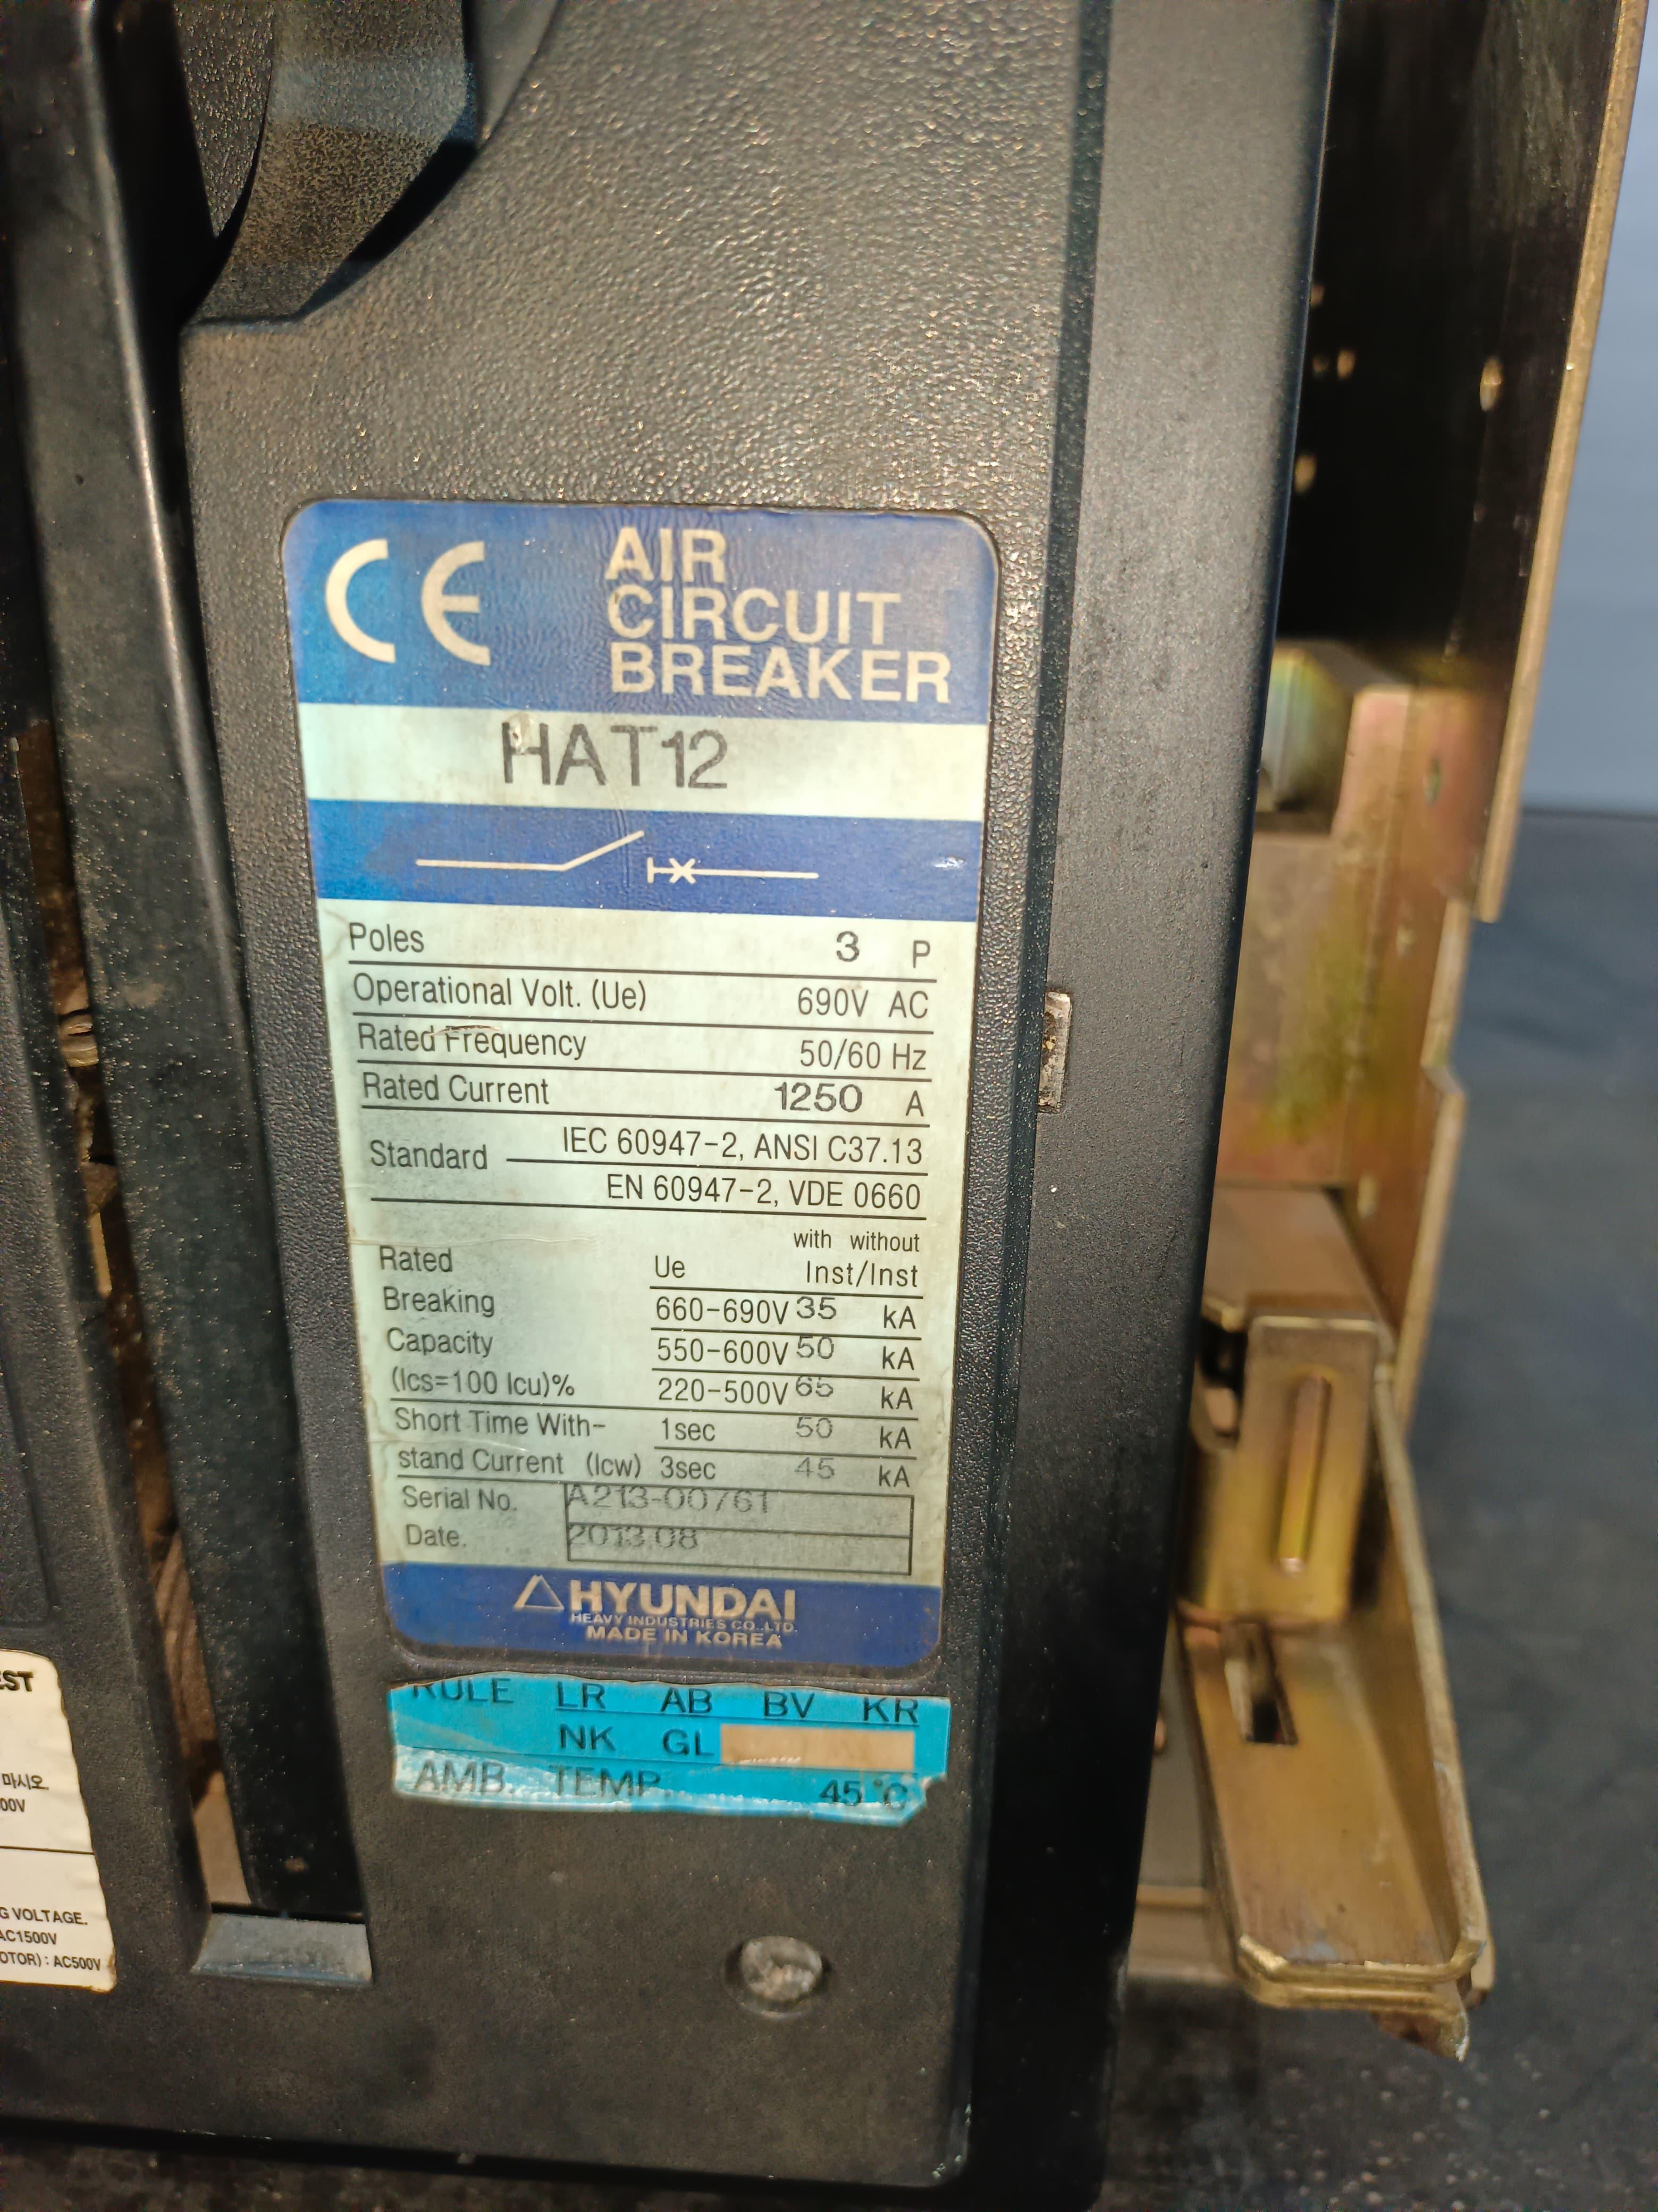 CE
AIR
CIRCUIT
BREAKER
HAT12
Poles 3 P
Operational Volt. (Ue) 690V AC
Rated Frequency 50/60 Hz
Rated Current 1250 A
Standard IEC 60947-2, ANSI C37.13
EN 60947-2, VDE 0660
with without
Rated Ue Inst/Inst
Breaking 660-690V 35 kA
Capacity 550-600V 50 kA
(Ics=100 Icu)% 220-500V 65 kA
Short Time With- 1sec 50 kA
stand Current (Icw) 3sec 45 kA
Serial No. A213-00761
Date. 2013.08
HYUNDAI
HEAVY INDUSTRIES CO.,LTD.
MADE IN KOREA
RULE LR AB BV KR
NK GL
AMB. TEMP. 45 °C
EST
마시오.
00V
G VOLTAGE.
AC1500V
OTOR) : AC500V